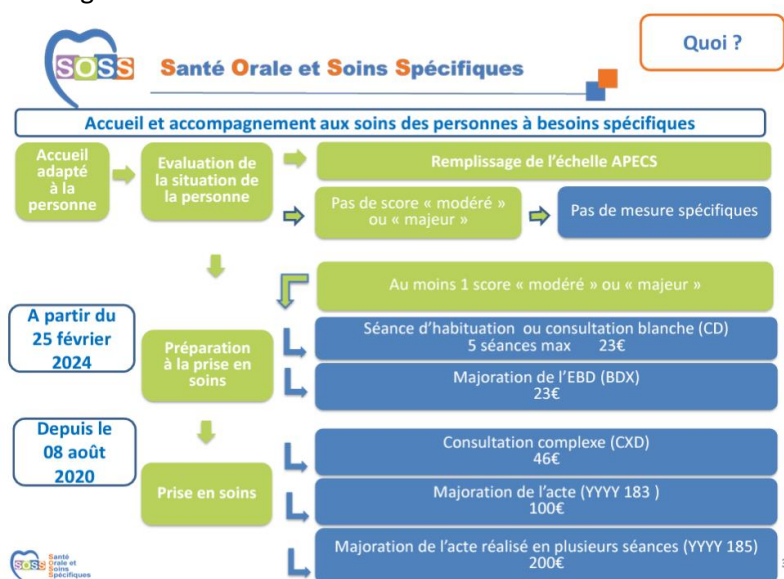 Quoi ?
SOSS
Santé Orale et Soins Spécifiques
Accueil et accompagnement aux soins des personnes à besoins spécifiques
Accueil
adapté
à la
personne
Evaluation de
la situation de
la personne
Remplissage de l'échelle APECS
Pas de score « modéré »
ou « majeur »
Pas de mesure spécifiques
Au moins 1 score « modéré » ou « majeur »
A partir du
25 février
2024
Préparation
à la prise en
soins
Séance d'habituation ou consultation blanche (CD)
5 séances max 23€
Majoration de l'EBD (BDX)
23€
Depuis le
08 août
2020
Prise en soins
Consultation complexe (CXD)
46€
Majoration de l'acte (YYYY 183 )
100€
Majoration de l'acte réalisé en plusieurs séances (YYYY 185)
200€
SOSS
Santé
Orale et
Soins
Spécifiques